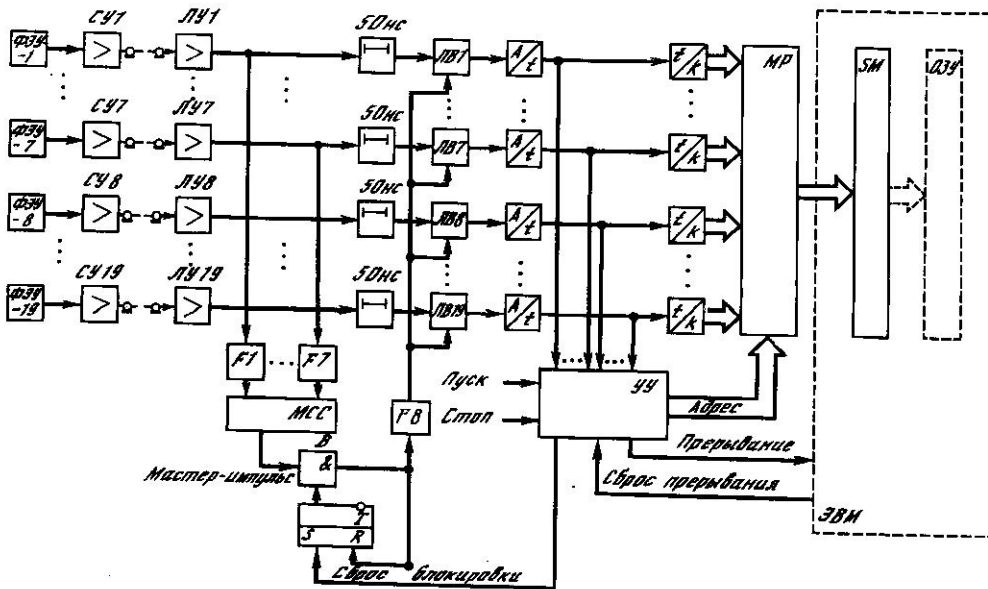 СУ1 ЛУ1 50нс
ФЭУ-1 > > ЛВ1 A/t t/k МР SM ОЗУ
СУ7 ЛУ7 50нс
ФЭУ-7 > > ЛВ7 A/t t/k
СУ8 ЛУ8 50нс
ФЭУ-8 > > ЛВ8 A/t t/k
СУ19 ЛУ19 50нс
ФЭУ-19 > > ЛВ19 A/t t/k
F1 F7
Пуск УУ
МСС F8 Стоп Адрес
В
& Прерывание
Мастер-импульс Сброс прерывания
T
S R ЭВМ
Сброс блокировки